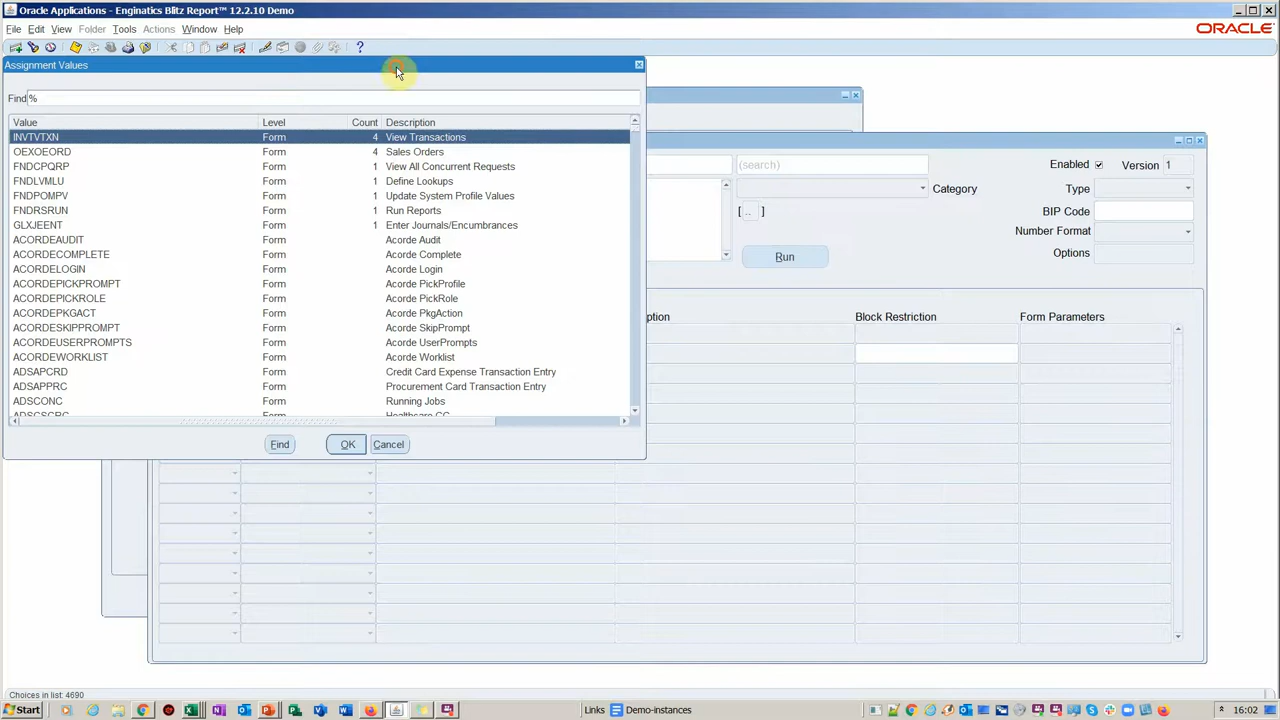 Oracle Applications - Enginatics Blitz Report™ 12.2.10 Demo
File Edit View Folder Tools Actions Window Help
ORACLE
Assignment Values
Find %
Value Level Count Description
INVTVTXN Form 4 View Transactions
OEXOEORD Form 4 Sales Orders
FNDCPQRP Form 1 View All Concurrent Requests
FNDLVMLU Form 1 Define Lookups
FNDPOMPV Form 1 Update System Profile Values
FNDRSRUN Form 1 Run Reports
GLXJEENT Form 1 Enter Journals/Encumbrances
ACORDEAUDIT Form Acorde Audit
ACORDECOMPLETE Form Acorde Complete
ACORDELOGIN Form Acorde Login
ACORDEPICKPROMPT Form Acorde PickProfile
ACORDEPICKROLE Form Acorde PickRole
ACORDEPKGACT Form Acorde PkgAction
ACORDESKIPPROMPT Form Acorde SkipPrompt
ACORDEUSERPROMPTS Form Acorde UserPrompts
ACORDEWORKLIST Form Acorde Worklist
ADSAPCRD Form Credit Card Expense Transaction Entry
ADSAPPRC Form Procurement Card Transaction Entry
ADSCONC Form Running Jobs
ADSCSCRC Form Healthcare CC
Find OK Cancel
(search) Enabled Version 1
Category Type
[ .. ] BIP Code
Number Format
Run Options
ption Block Restriction Form Parameters
Choices in list: 4690
Start Links Demo-instances 16:02